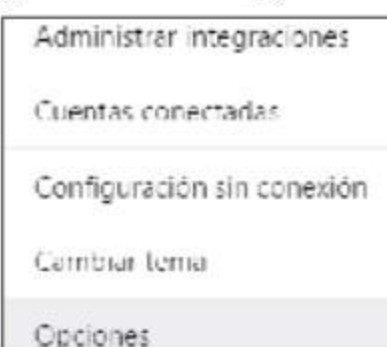 Administrar integraciones
Cuentas conectadas
Configuración sin conexión
Cambiar tema
Opciones